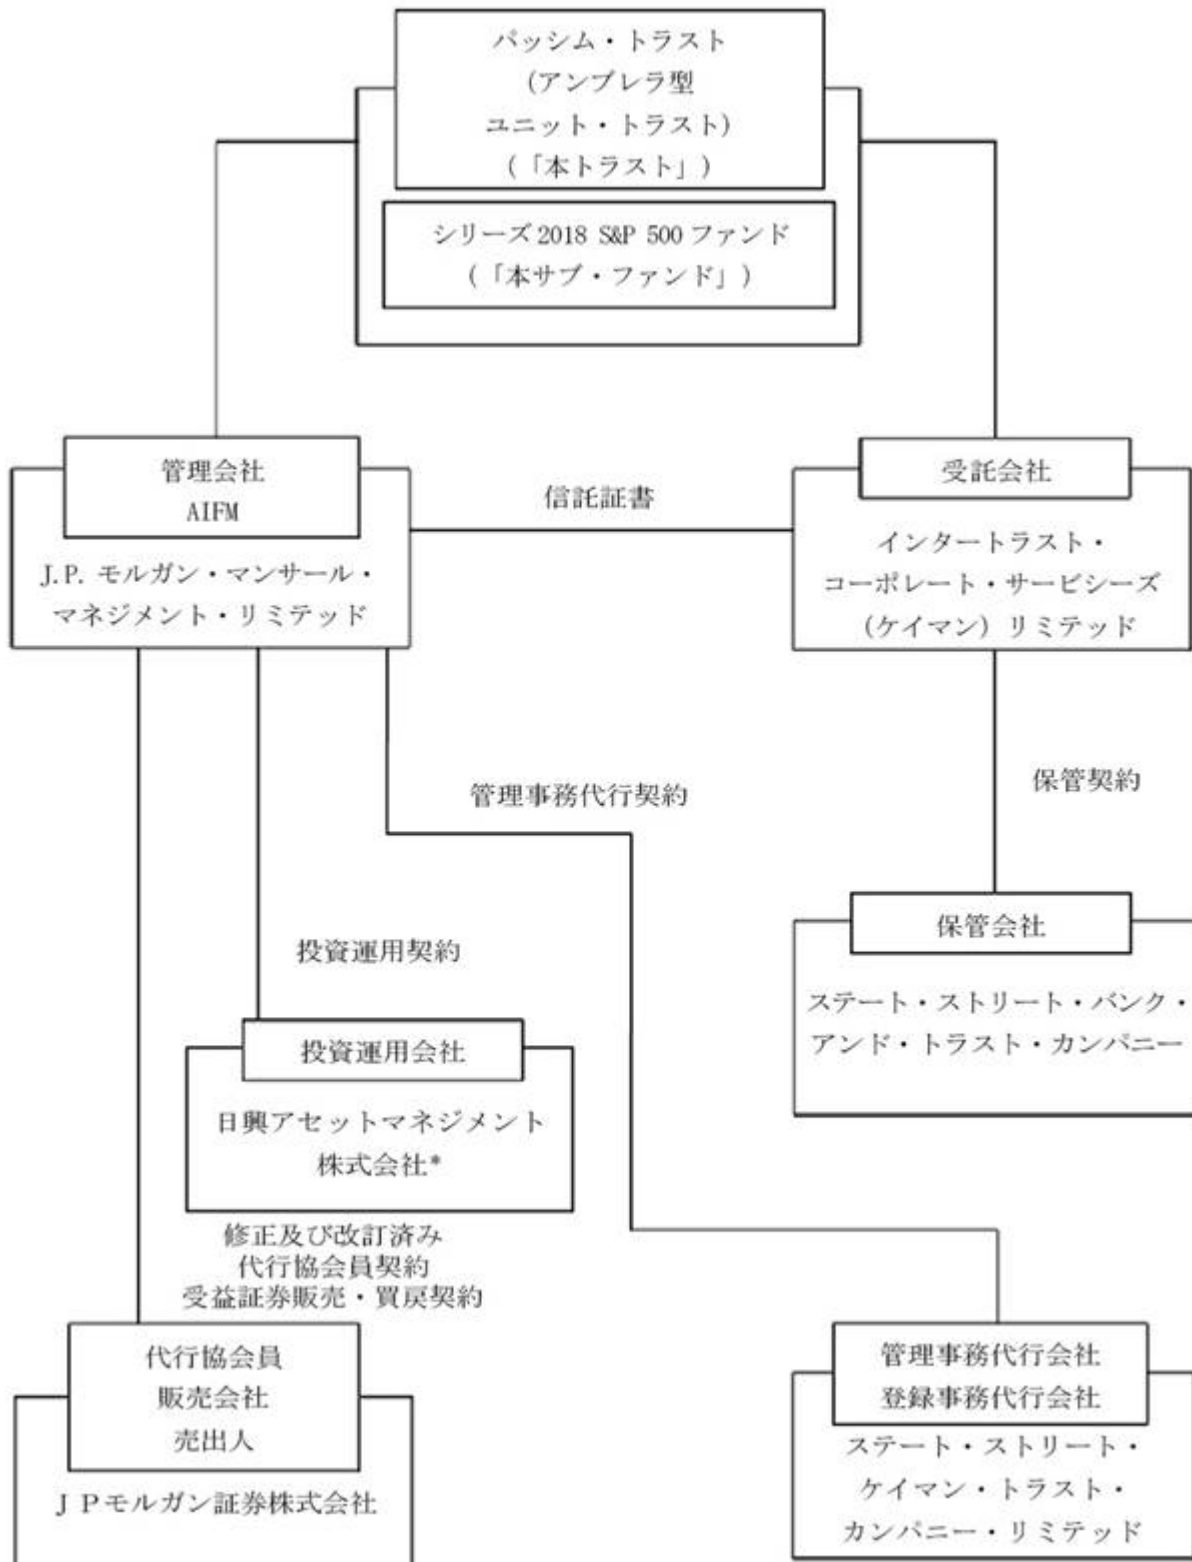 パッシム・トラスト
(アンブレラ型
ユニット・トラスト)
(「本トラスト」)
シリーズ2018 S&P 500ファンド
(「本サブ・ファンド」)
管理会社
AIFM
J.P. モルガン・マンサール・
マネジメント・リミテッド
信託証書
受託会社
インタートラスト・
コーポレート・サービシーズ
(ケイマン)リミテッド
管理事務代行契約
保管契約
保管会社
ステート・ストリート・バンク・
アンド・トラスト・カンパニー
投資運用契約
投資運用会社
日興アセットマネジメント
株式会社*
修正及び改訂済み
代行協会員契約
受益証券販売・買戻契約
代行協会員
販売会社
売出人
JPモルガン証券株式会社
管理事務代行会社
登録事務代行会社
ステート・ストリート・
ケイマン・トラスト・
カンパニー・リミテッド